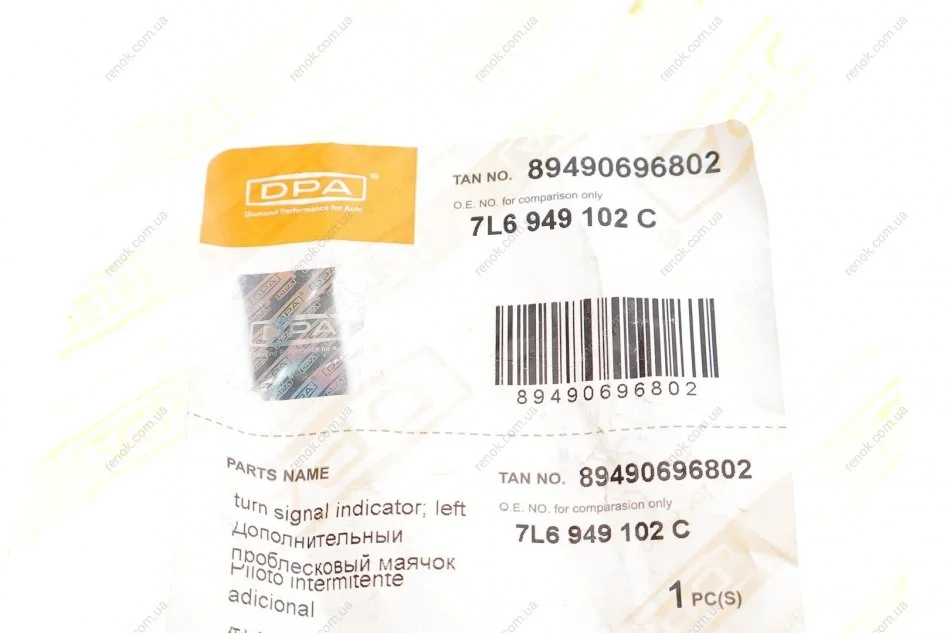 DPA®
Diamond Performance for Auto
TAN NO. 89490696802
O.E. NO. for comparison only
7L6 949 102 C
DPA
89490696802
PARTS NAME
turn signal indicator; left
Дополнительный
проблесковый маячок
Piloto intermitente
adicional
TAN NO. 89490696802
O.E. NO. for comparasion only
7L6 949 102 C
1 PC(S)
renok.com.ua